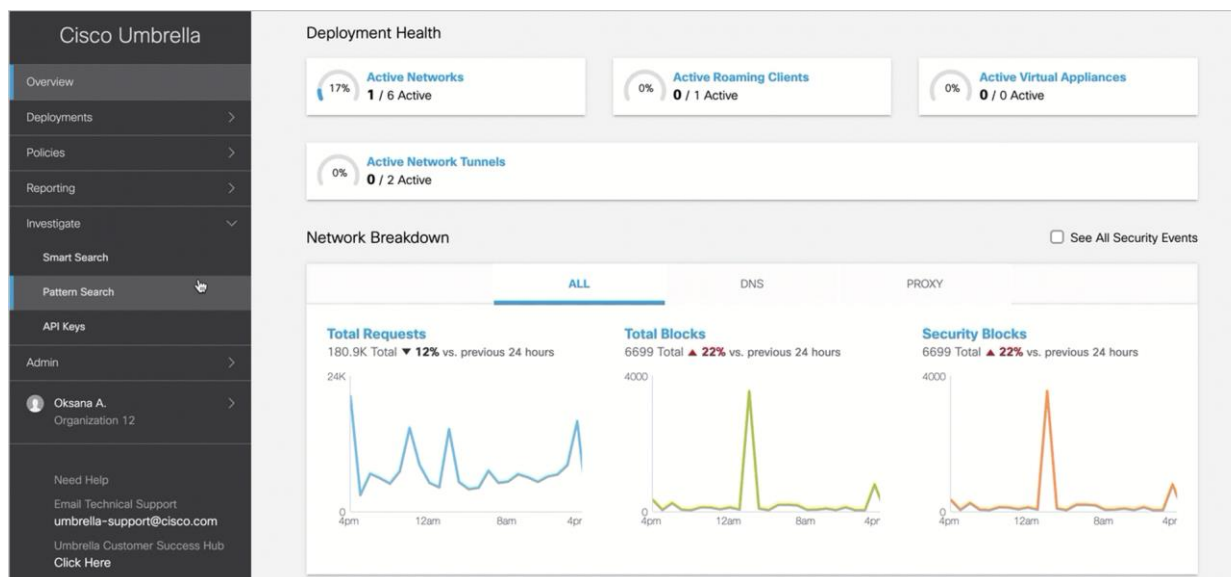 Cisco Umbrella
Overview
Deployments
Policies
Reporting
Investigate
Smart Search
Pattern Search
API Keys
Admin
Oksana A.
Organization 12
Need Help
Email Technical Support
umbrella-support@cisco.com
Umbrella Customer Success Hub
Click Here
Deployment Health
17%
Active Networks
1 / 6 Active
0%
Active Roaming Clients
0 / 1 Active
0%
Active Virtual Appliances
0 / 0 Active
0%
Active Network Tunnels
0 / 2 Active
Network Breakdown
See All Security Events
ALL DNS PROXY
Total Requests
180.9K Total ▼ 12% vs. previous 24 hours
24K
0
4pm 12am 8am 4pr
Total Blocks
6699 Total ▲ 22% vs. previous 24 hours
4000
0
4pm 12am 8am 4pr
Security Blocks
6699 Total ▲ 22% vs. previous 24 hours
4000
0
4pm 12am 8am 4pr